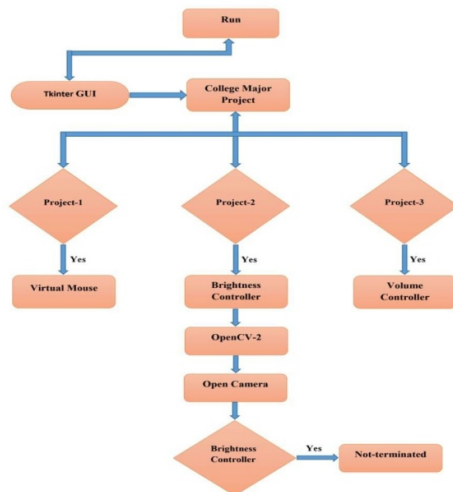 Run
Tkinter GUI
College Major
Project
Project-1
Project-2
Project-3
Yes
Yes
Yes
Virtual Mouse
Brightness
Controller
Volume
Controller
OpenCV-2
Open Camera
Brightness
Controller
Yes
Not-terminated